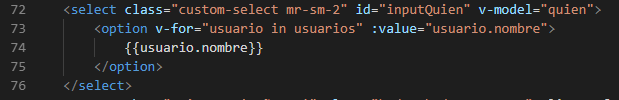 72 <select class="custom-select mr-sm-2" id="inputQuien" v-model="quien">
73 <option v-for="usuario in usuarios" :value="usuario.nombre">
74 {{usuario.nombre}}
75 </option>
76 </select>